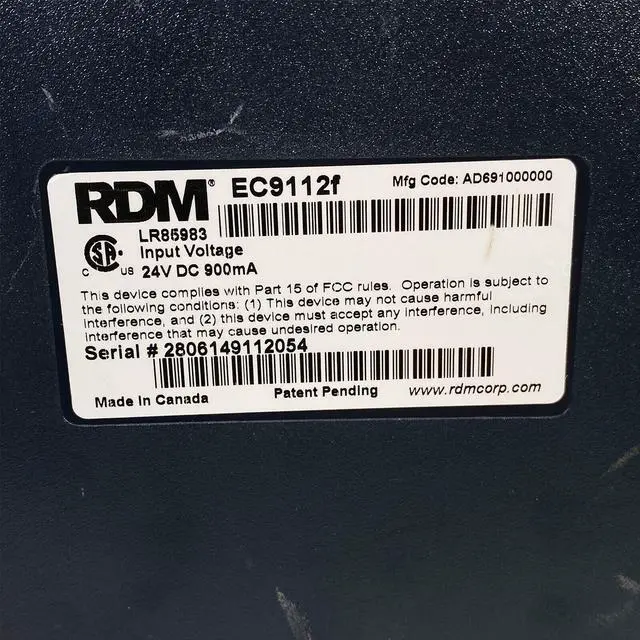 RDM® EC9112f Mfg Code: AD691000000
LR85983
Input Voltage
24V DC 900mA
C SA US
This device complies with Part 15 of FCC rules. Operation is subject to
the following conditions: (1) This device may not cause harmful
interference, and (2) this device must accept any interference, including
interference that may cause undesired operation.
Serial # 2806149112054
Made In Canada Patent Pending www.rdmcorp.com